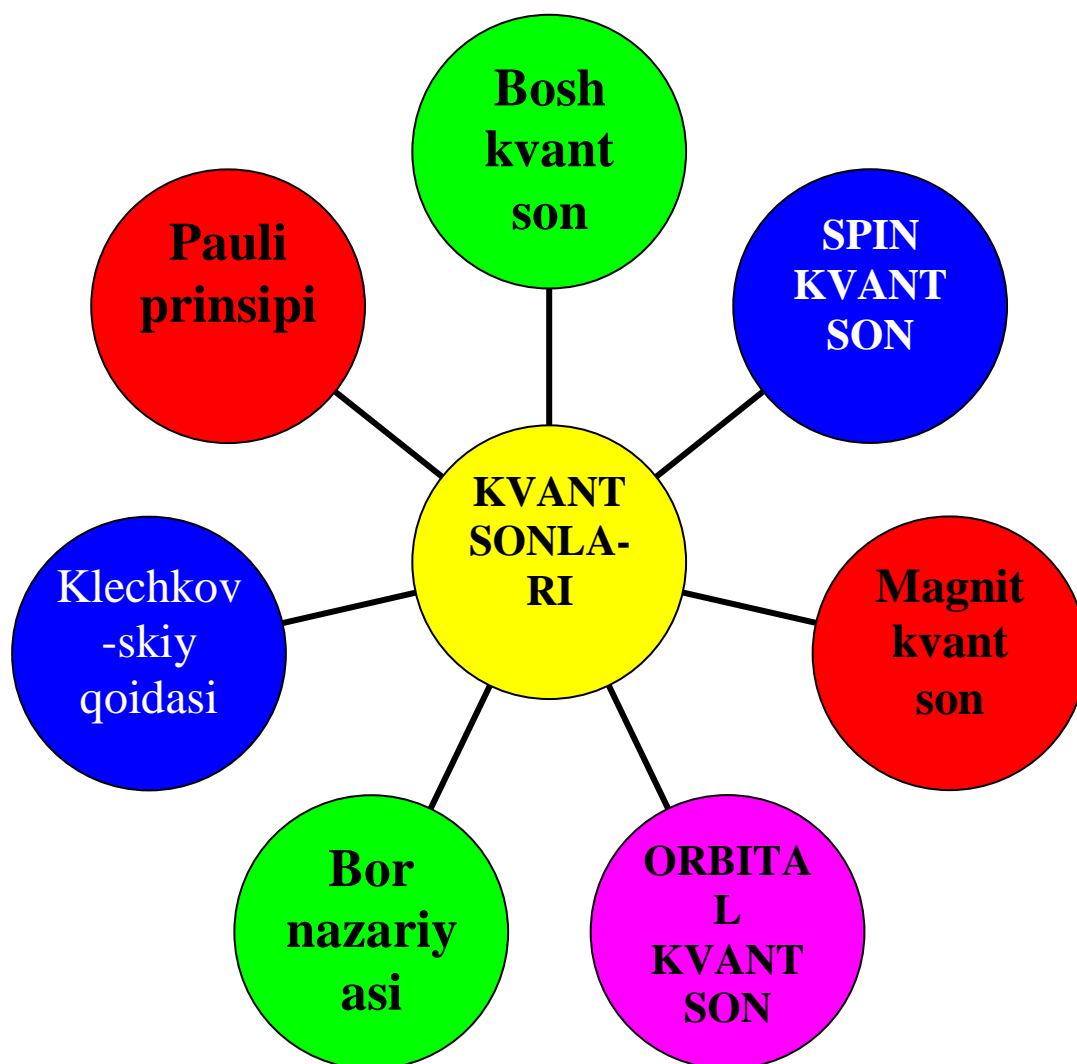 Bosh
kvant
son
Pauli
prinsipi
SPIN
KVANT
SON
KVANT
SONLA-
RI
Klechkov
-skiy
qoidasi
Magnit
kvant
son
Bor
nazariy
asi
ORBITA
L
KVANT
SON